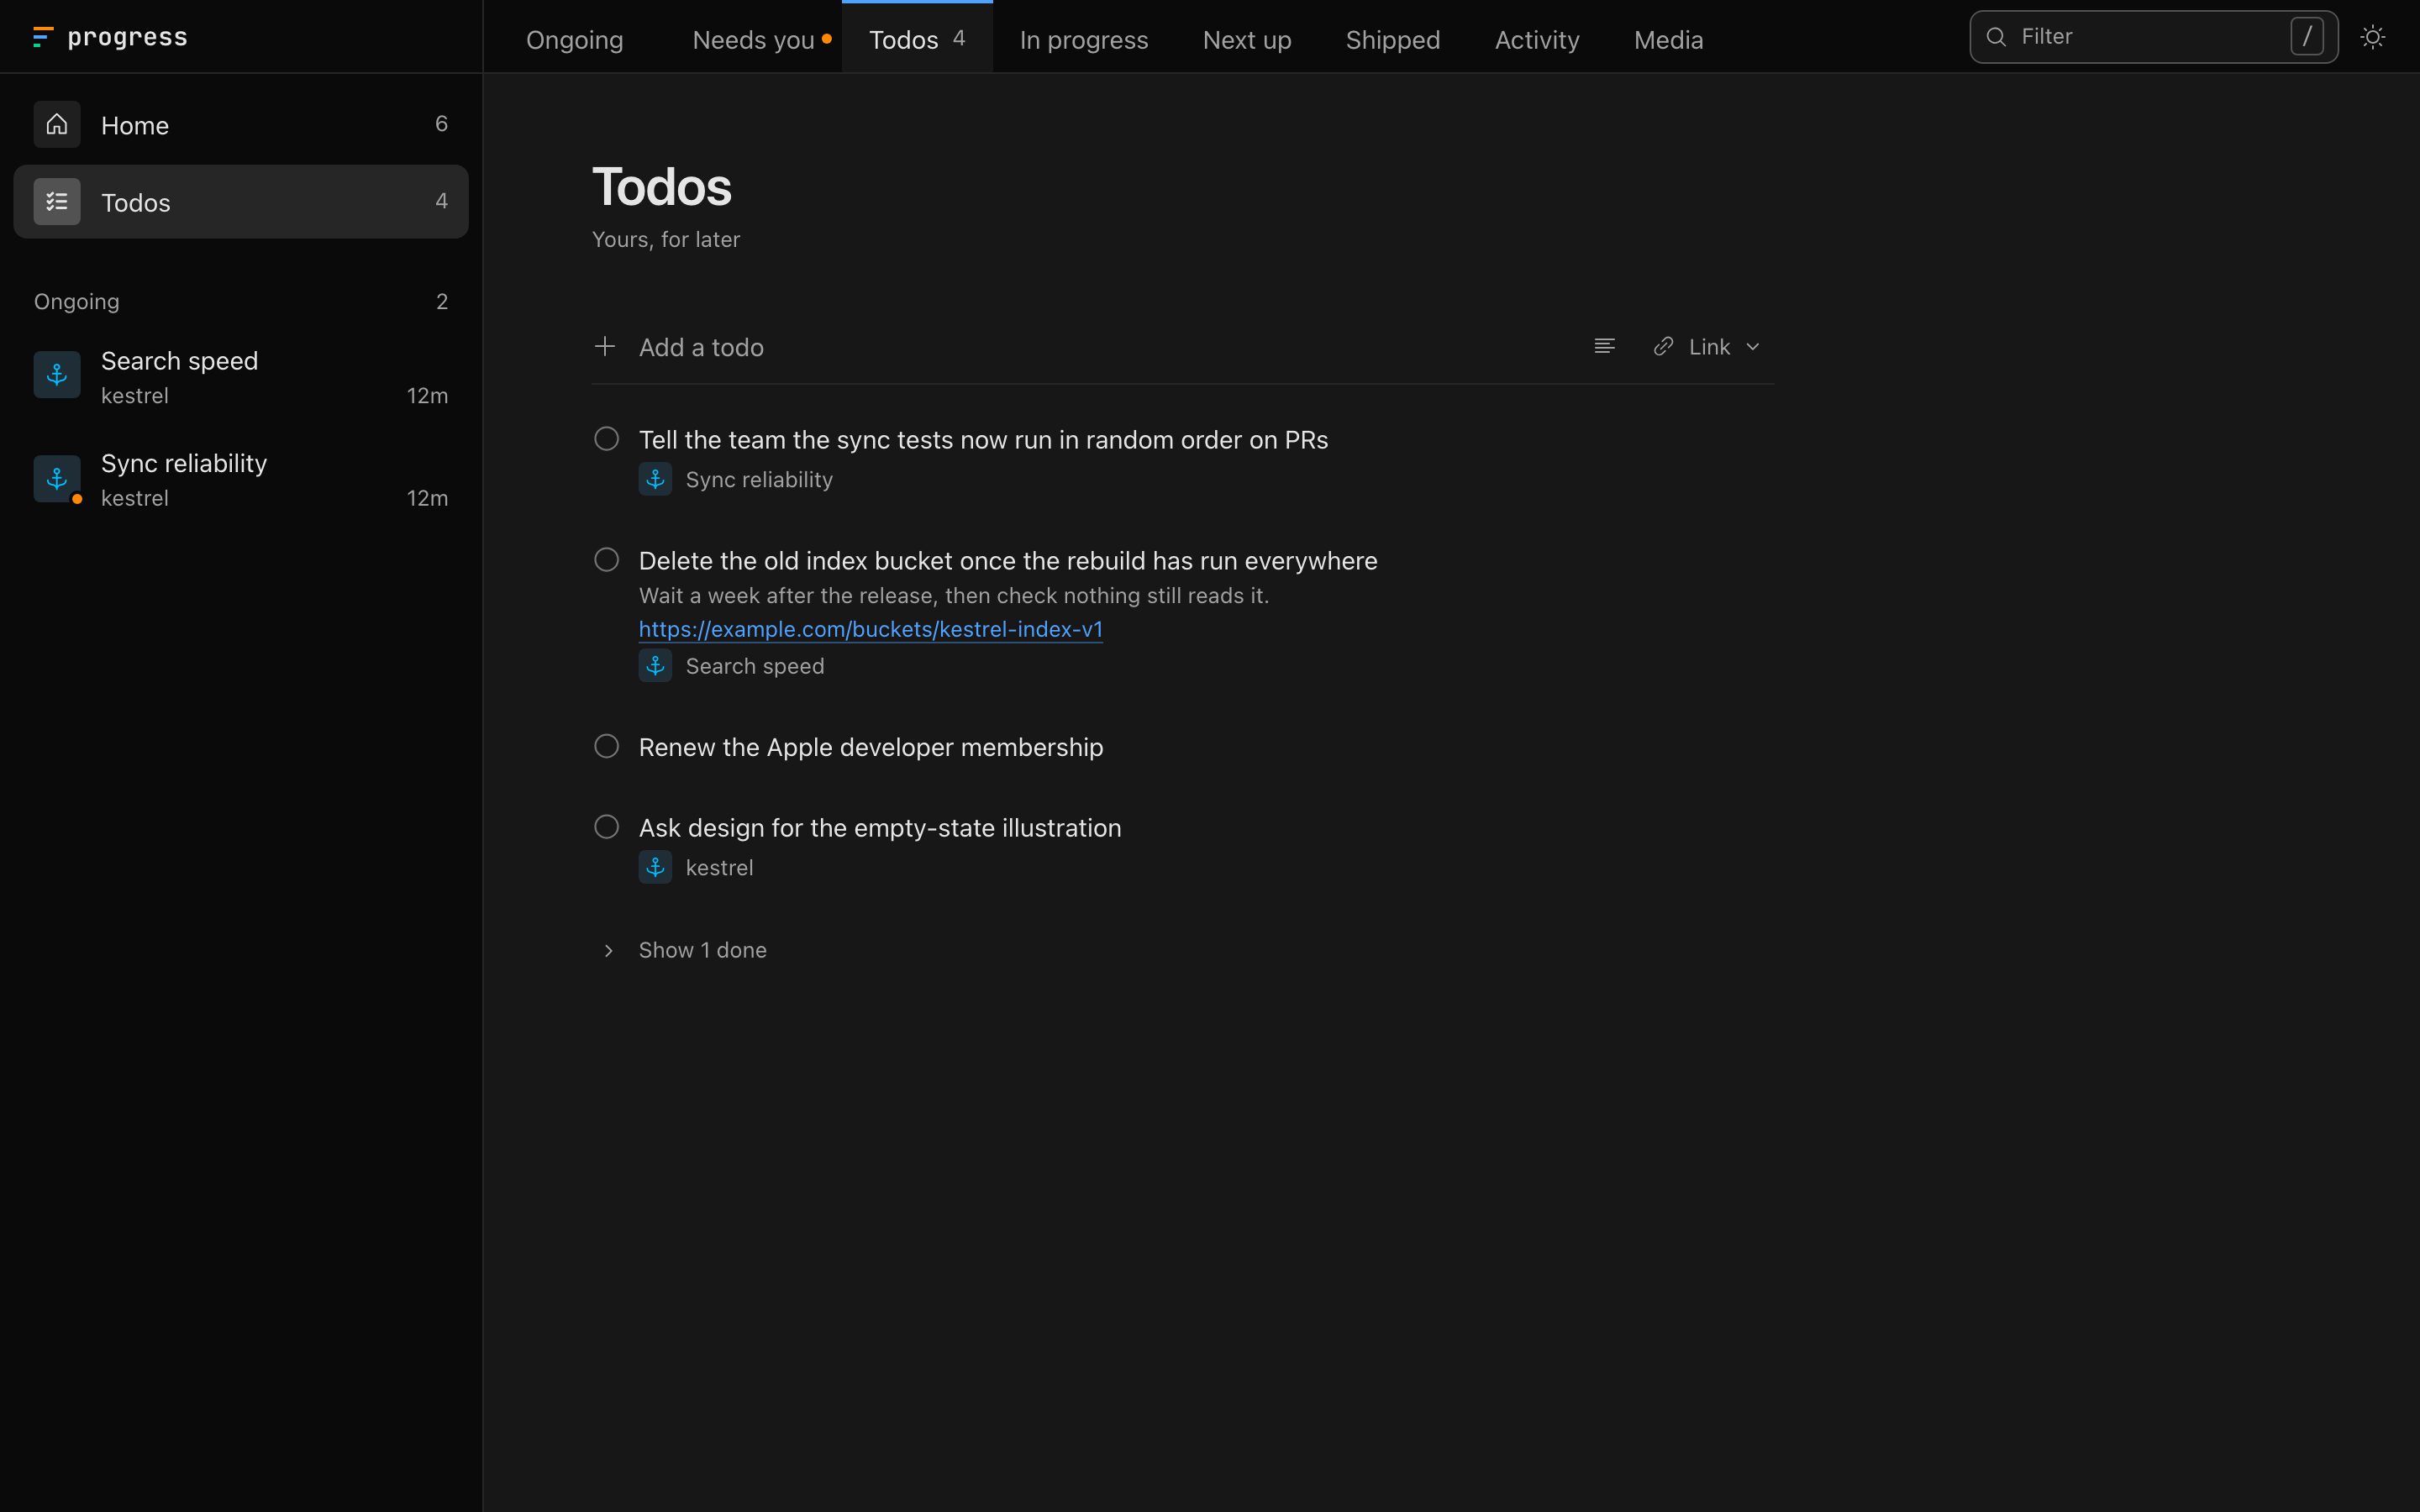 progress
Ongoing
Needs you
Todos 4
In progress
Next up
Shipped
Activity
Media
Filter /
Home 6
Todos 4
Ongoing 2
Search speed
kestrel 12m
Sync reliability
kestrel 12m
Todos
Yours, for later
Add a todo
Link
Tell the team the sync tests now run in random order on PRs
Sync reliability
Delete the old index bucket once the rebuild has run everywhere
Wait a week after the release, then check nothing still reads it.
https://example.com/buckets/kestrel-index-v1
Search speed
Renew the Apple developer membership
Ask design for the empty-state illustration
kestrel
Show 1 done